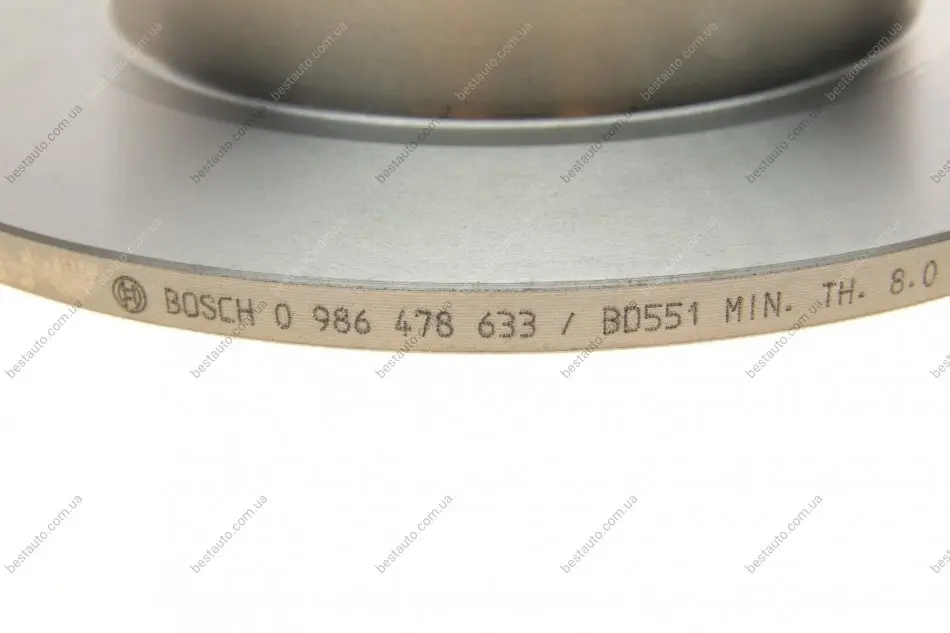 BOSCH 0 986 478 633 / BD551 MIN. TH. 8.0
bestauto.com.ua